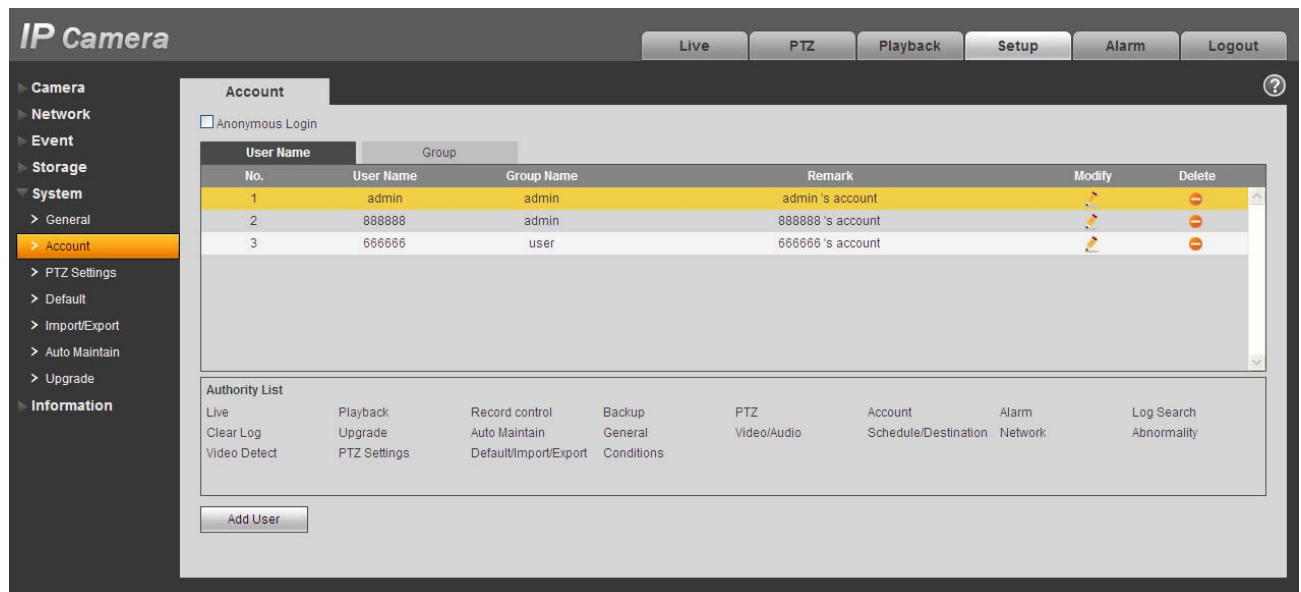 IP Camera
Live PTZ Playback Setup Alarm Logout
Camera
Network
Event
Storage
System
> General
> Account
> PTZ Settings
> Default
> Import/Export
> Auto Maintain
> Upgrade
Information
Account
?
Anonymous Login
User Name Group
No. User Name Group Name Remark Modify Delete
1 admin admin admin 's account
2 888888 admin 888888 's account
3 666666 user 666666 's account
Authority List
Live Playback Record control Backup PTZ Account Alarm Log Search
Clear Log Upgrade Auto Maintain General Video/Audio Schedule/Destination Network Abnormality
Video Detect PTZ Settings Default/Import/Export Conditions
Add User